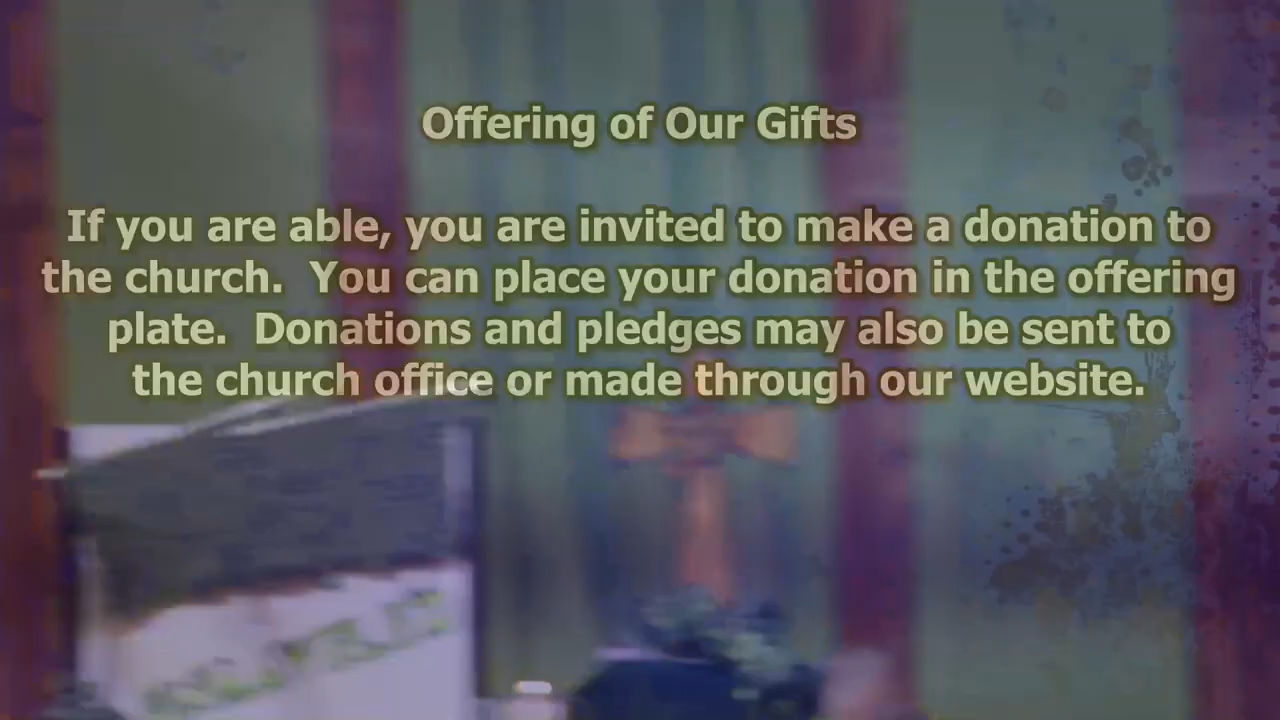 Offering of Our Gifts
If you are able, you are invited to make a donation to
the church.  You can place your donation in the offering
plate.  Donations and pledges may also be sent to
the church office or made through our website.